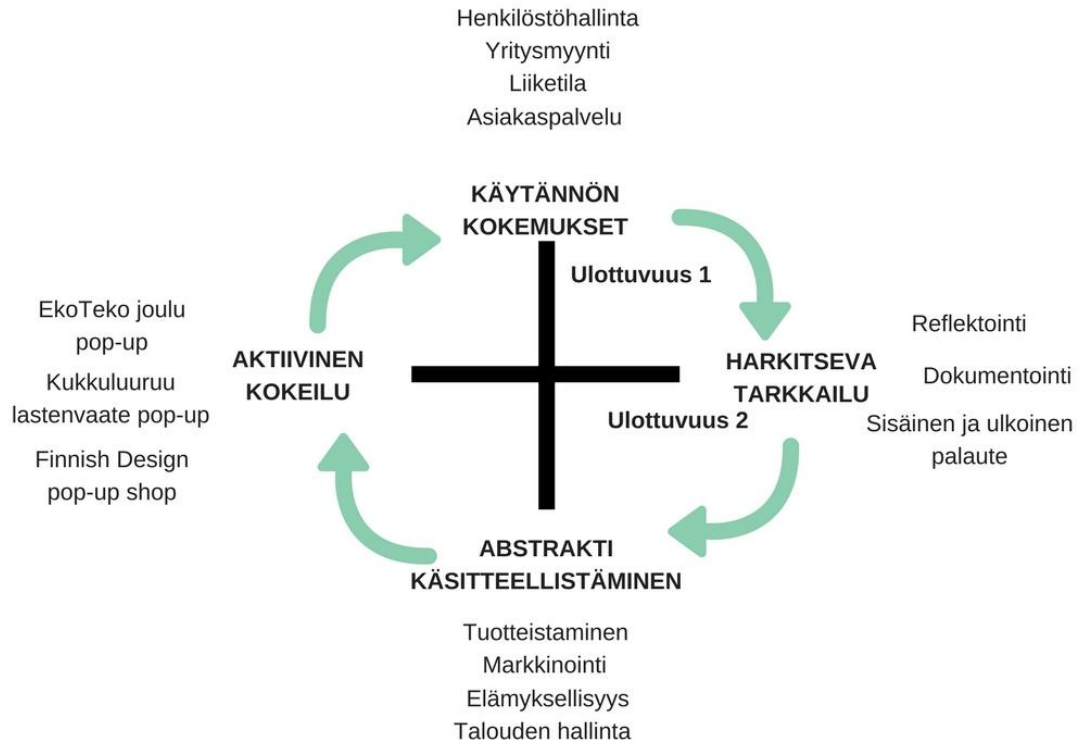 Henkilöstöhallinta
Yritysmyynti
Liiketila
Asiakaspalvelu
KÄYTÄNNÖN
KOKEMUKSET
Ulottuvuus 1
EkoTeko joulu
pop-up
Kukkuluuruu
lastenvaate pop-up
Finnish Design
pop-up shop
AKTIIVINEN
KOKEILU
HARKITSEVA
TARKKAILU
Ulottuvuus 2
Reflektointi
Dokumentointi
Sisäinen ja ulkoinen
palaute
ABSTRAKTI
KÄSITTEELLISTÄMINEN
Tuotteistaminen
Markkinointi
Elämyksellisyys
Talouden hallinta